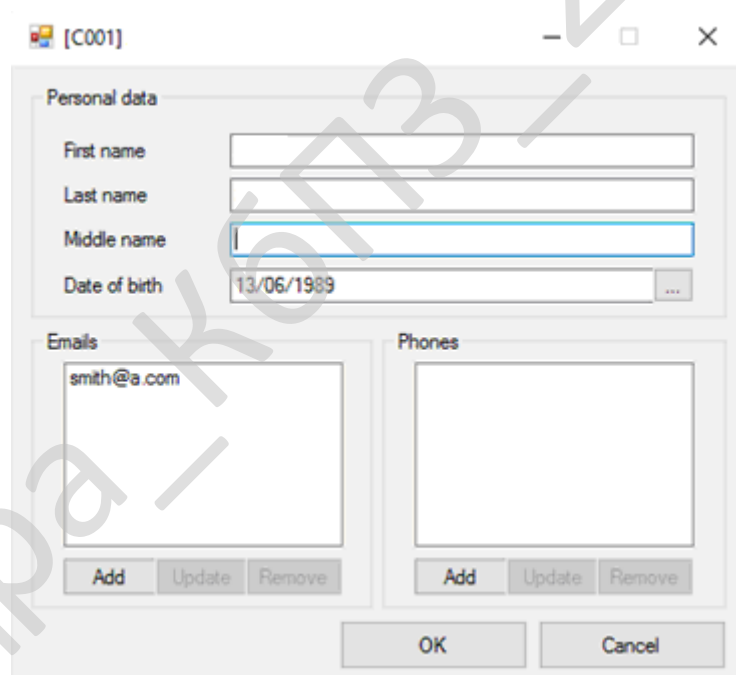 [C001]
Personal data
First name
Last name
Middle name
Date of birth 13/06/1989 ...
Emails Phones
smith@a.com
Add Update Remove Add Update Remove
OK Cancel